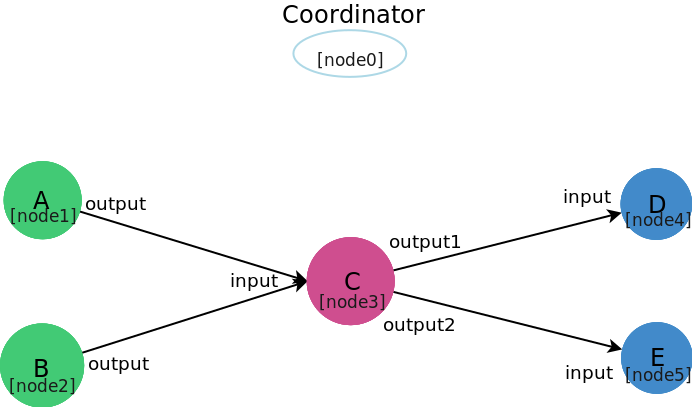 Coordinator
[node0]
A
[node1]
output
input
D
[node4]
output1
input
C
[node3]
output2
B
[node2]
output
input
E
[node5]